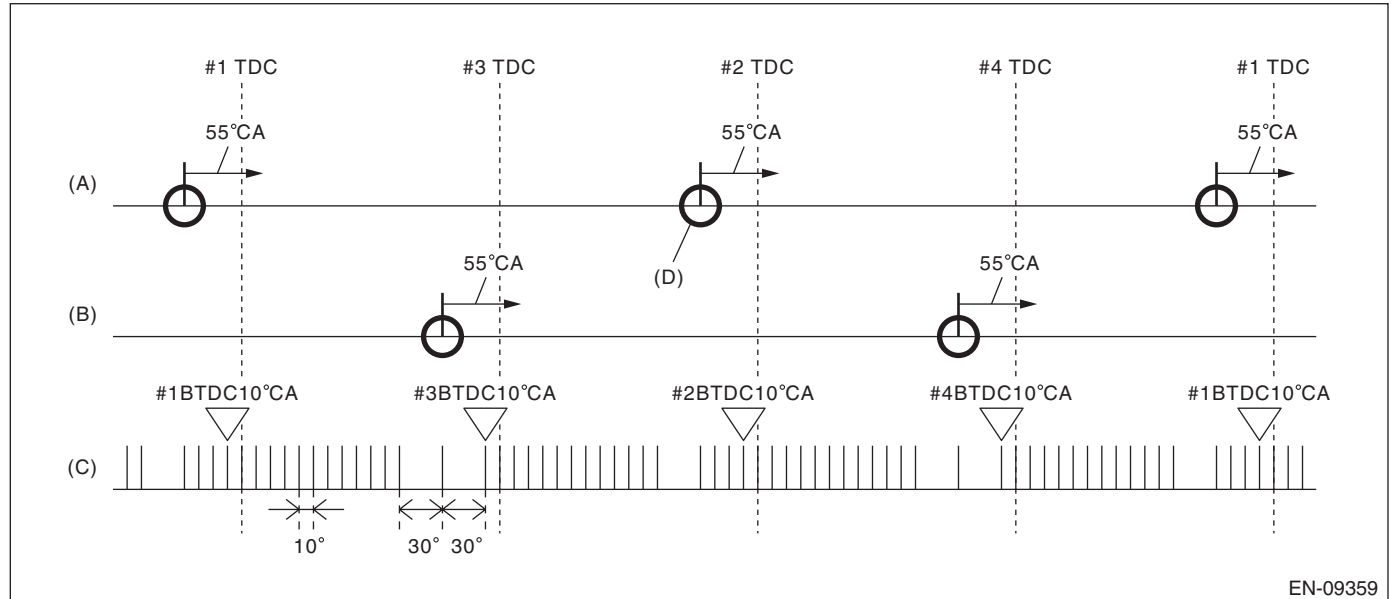 #1 TDC #3 TDC #2 TDC #4 TDC #1 TDC
55°CA 55°CA 55°CA
(A)
(D)
55°CA 55°CA
(B)
#1BTDC10°CA #3BTDC10°CA #2BTDC10°CA #4BTDC10°CA #1BTDC10°CA
(C)
10° 30° 30°
EN-09359